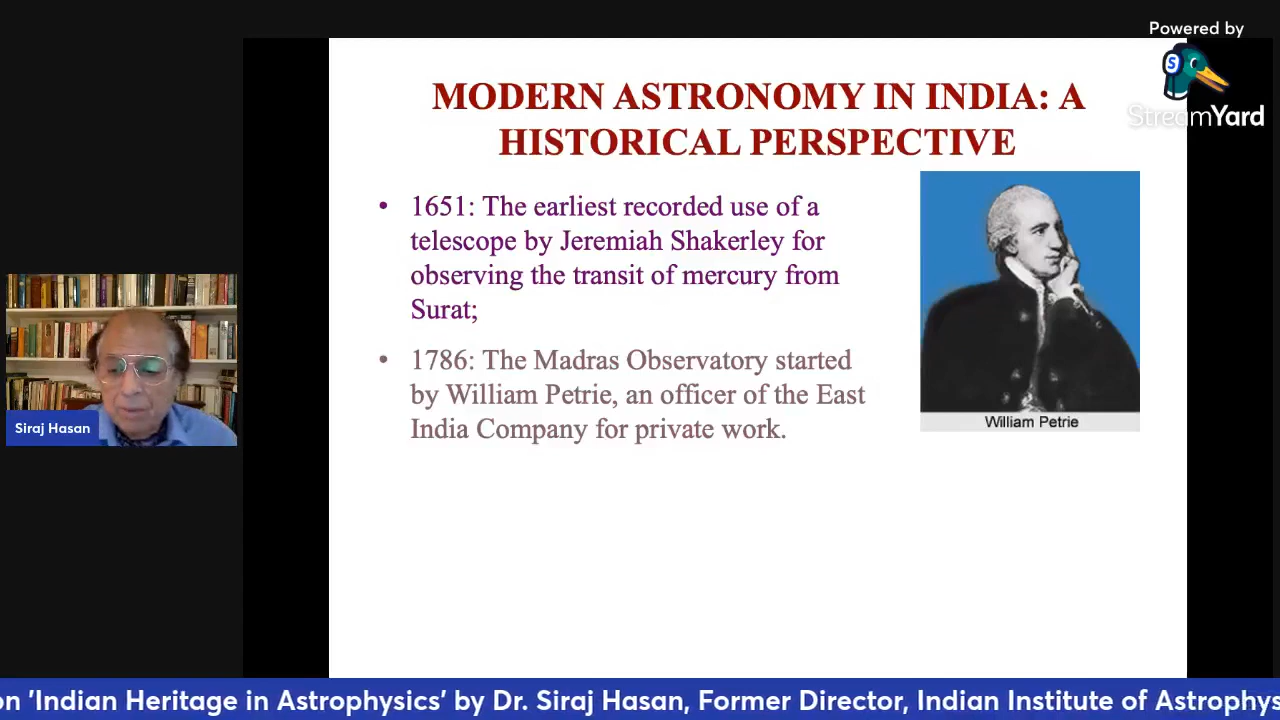 Powered by
StreamYard
MODERN ASTRONOMY IN INDIA: A
HISTORICAL PERSPECTIVE
• 1651: The earliest recorded use of a
telescope by Jeremiah Shakerley for
observing the transit of mercury from
Surat;
• 1786: The Madras Observatory started
by William Petrie, an officer of the East
India Company for private work.
William Petrie
Siraj Hasan
on 'Indian Heritage in Astrophysics' by Dr. Siraj Hasan, Former Director, Indian Institute of Astrophys